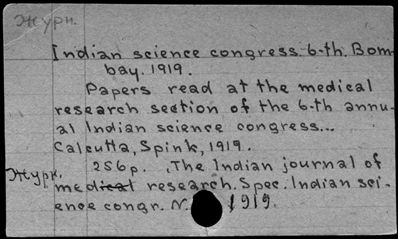 Журн.
Indian science congress. 6-th. Bom-
bay. 1919.
Papers read at the medical
research section of the 6-th annu-
al Indian science congress...
Calcutta, Spink, 1919.
256p. ,The Indian journal of
Журн. medical research. Spec. Indian sci-
ence congr. N. 1919.